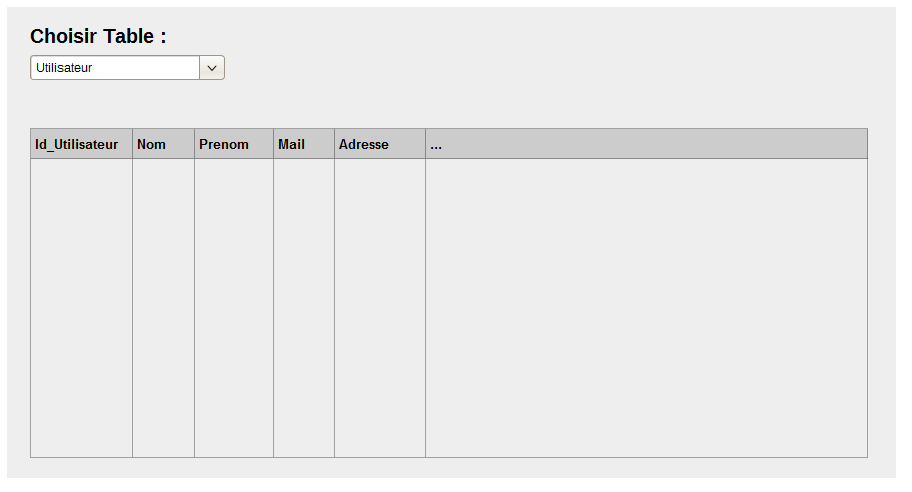 Choisir Table :
Utilisateur
Id_Utilisateur Nom Prenom Mail Adresse ...